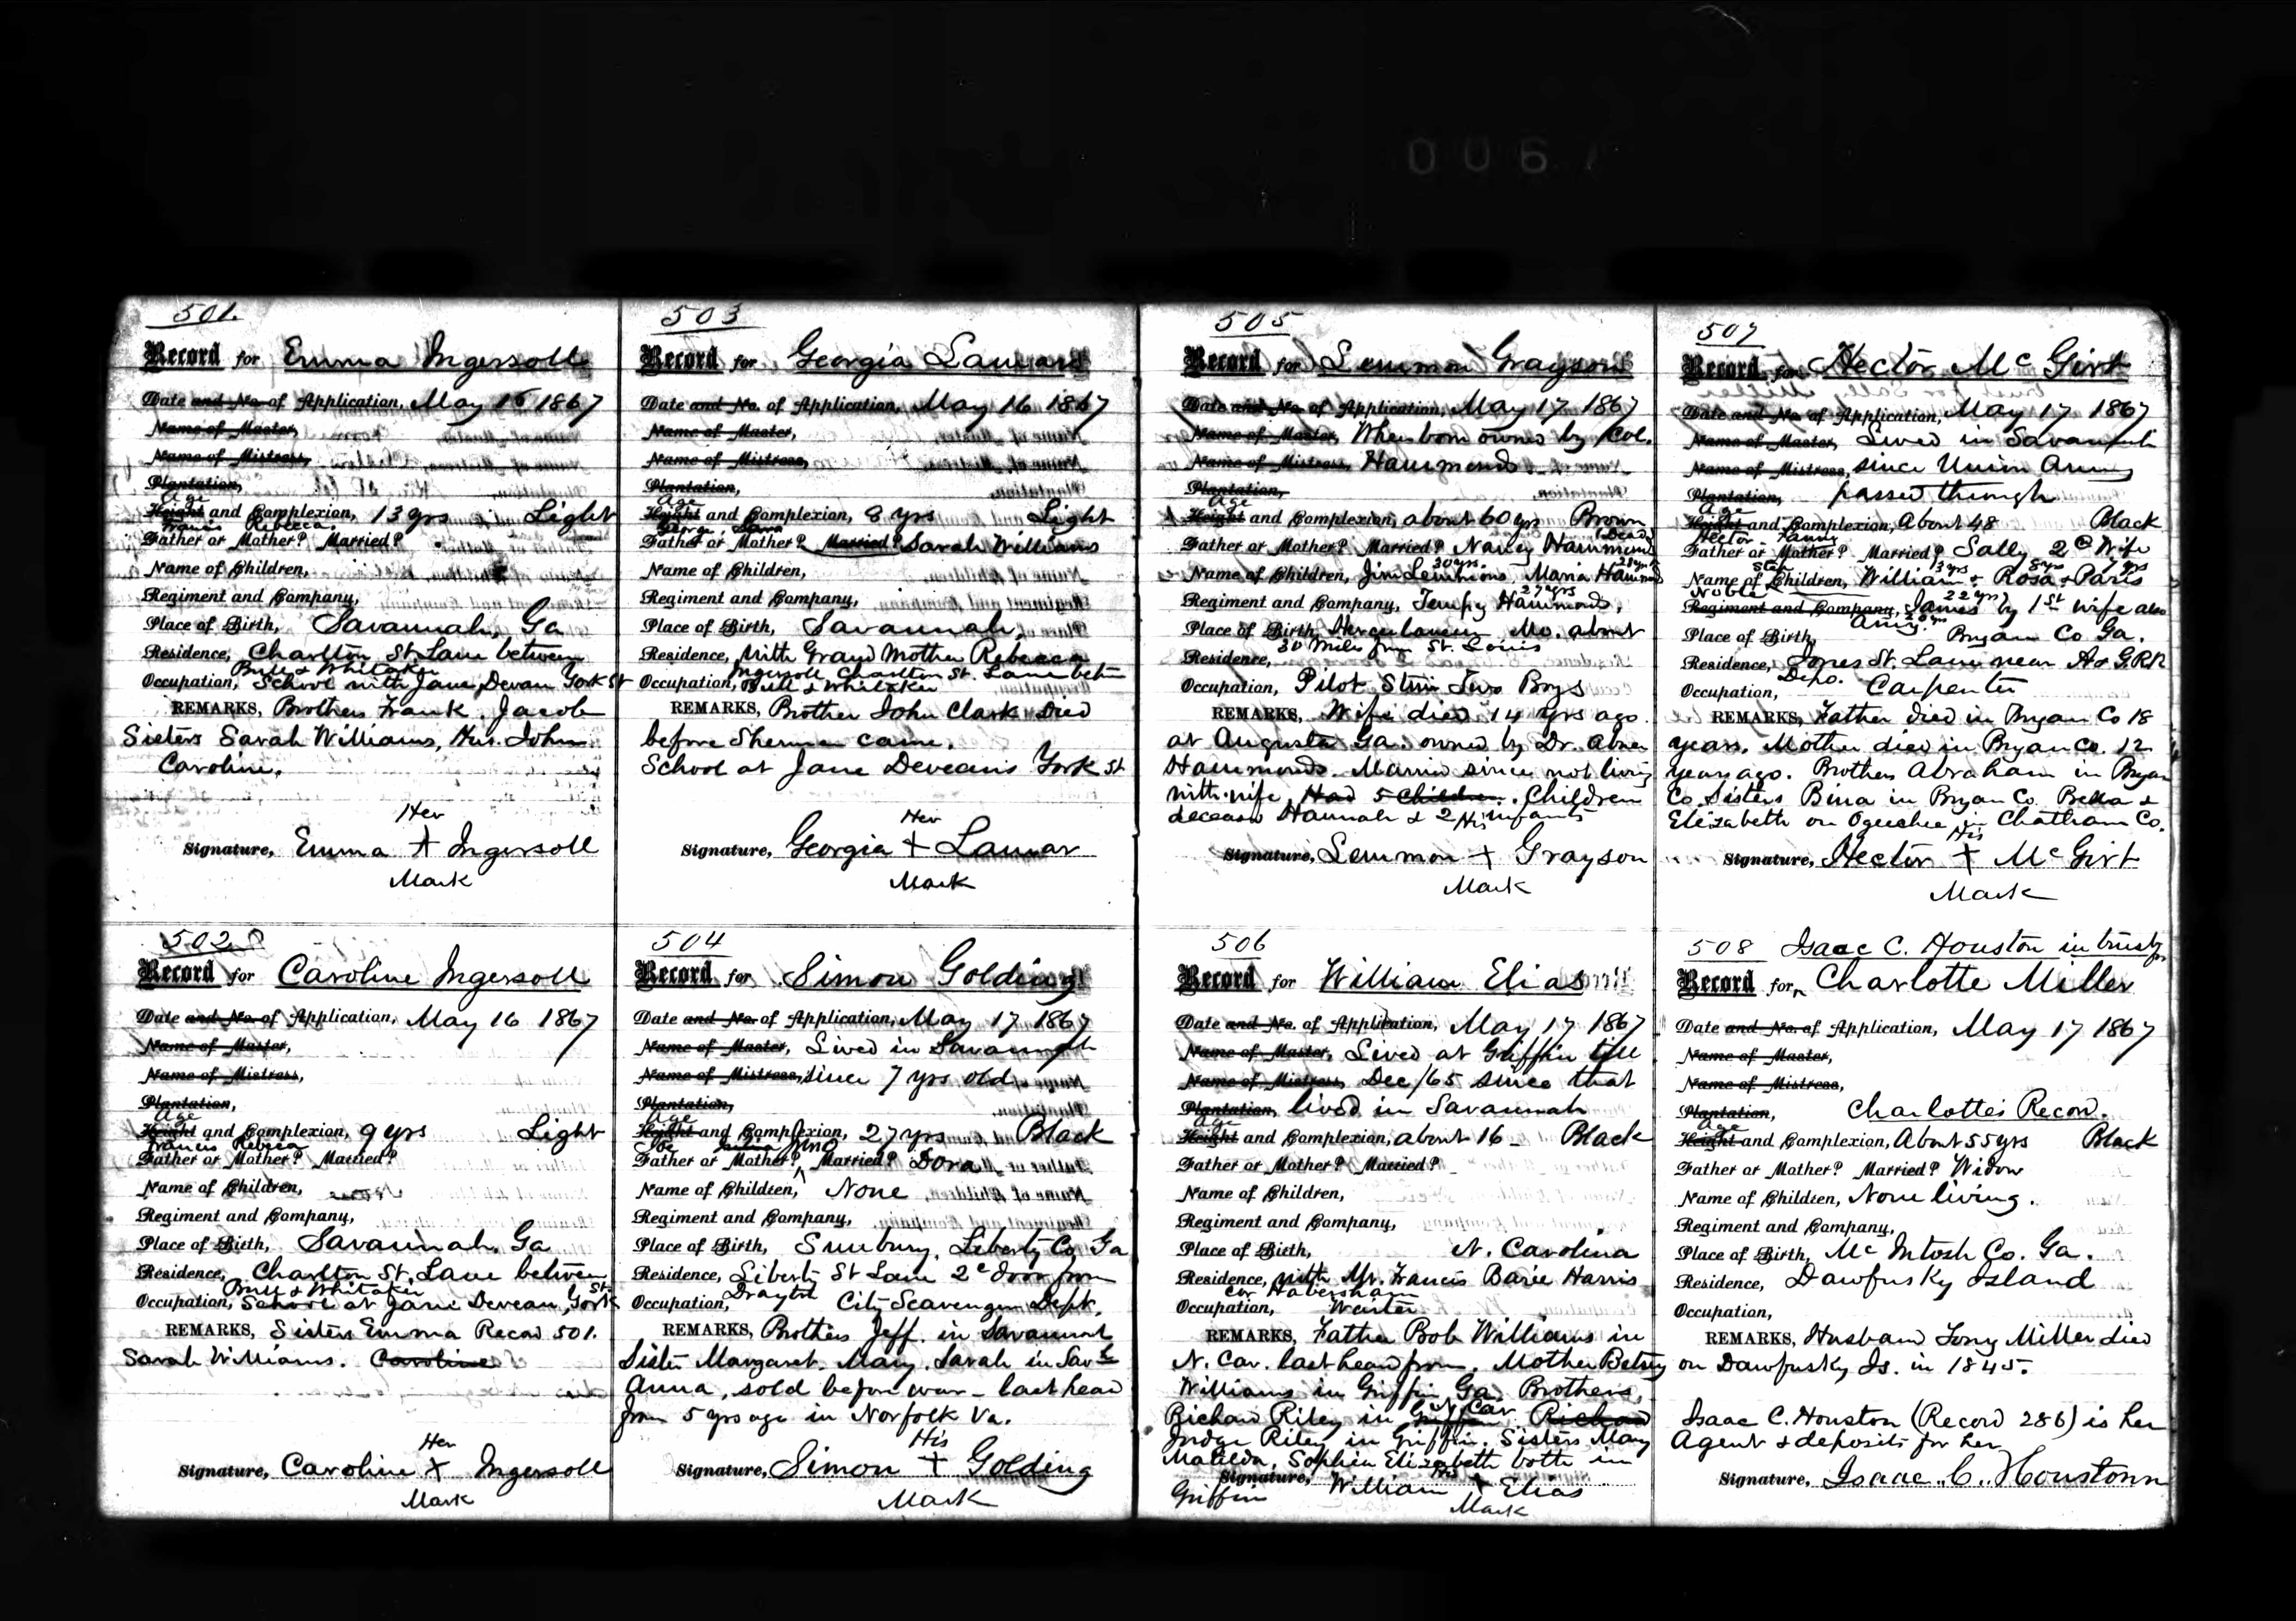 501.
Record for Emma Ingersoll
Date and No. of Application, May 16 1867
Name of Master,
Name of Mistress,
Plantation,
Age
Height and Complexion, 13 yrs Light
Francis Rebecca.
Father or Mother? Married?
Name of Children,
Regiment and Company,
Place of Birth, Savannah, Ga
Residence, Charlton St Lane between
Bull & Whitaker
Occupation, School with Jane Devean York St
REMARKS, Brothers Frank. Jacob
Sisters Sarah Williams, John
Caroline.
Her
Signature, Emma + Ingersoll
Mark
502
Record for Caroline Ingersoll
Date and No. of Application, May 16 1867
Name of Master,
Name of Mistress,
Plantation,
Age
Height and Complexion, 9 yrs Light
Francis Rebecca
Father or Mother? Married?
Name of Children,
Regiment and Company,
Place of Birth, Savannah, Ga
Residence, Charlton St. Lane between
Bull & Whitaker St
Occupation, School at Jane Devean, York
REMARKS, Sisters Emma Recod 501.
Sarah Williams. Caroline
Her
Signature, Caroline + Ingersoll
Mark
503
Record for Georgia Lamar
Date and No. of Application, May 16 1867
Name of Master,
Name of Mistress,
Plantation,
Age
Height and Complexion, 8 yrs Light
George,
Father or Mother? Married? Sarah Williams
Name of Children,
Regiment and Company,
Place of Birth, Savannah,
Residence, With Grand Mother Rebecca
Ingersoll Charlton St. Lane betn
Occupation, Bull & Whitaker
REMARKS, Brother John Clark Died
before Sherman came.
School at Jane Deveans York St
Her
Signature, Georgia + Lamar
Mark
504
Record for Simon Golding
Date and No. of Application, May 17 1867
Name of Master, Lived in Savannah
Name of Mistress, since 7 yrs old
Plantation,
Age
Height and Complexion, 27 yrs Black
Father or Mother? Married? Dora
Name of Children, None
Regiment and Company,
Place of Birth, Sunbury, Liberty Co, Ga
Residence, Liberty St Lane 2d door from
Drayton
Occupation, City Scavenger Dept.
REMARKS, Brothers Jeff. in Savannah
Sister Margaret. Mary. Sarah in Sav
Anna, sold before war - last head
from 5 yrs ago in Norfolk Va.
His
Signature, Simon + Golding
Mark
505
Record for Lemmon Grayson
Date and No. of Application, May 17 1867
Name of Master, When born owned by Col.
Name of Mistress, Hammond
Plantation,
Age
Height and Complexion, about 60 yrs Brown
(Dead)
Father or Mother? Married? Nancy Hammond
30 yrs.
Name of Children, Jim Lemmons Maria Hammond
27 yrs
Regiment and Company, Tempy Hammonds,
Place of Birth, Herculaneum Mo. about
30 Miles from St. Louis
Residence,
Occupation, Pilot Stmr Two Boys
REMARKS, Wife died 14 yrs ago
at Augusta Ga. owned by Dr. Abner
Hammonds. Married since not living
with wife. Had 5 Children. Children
deceased Hannah & 2 infants
His
Signature, Lemmon + Grayson
Mark
506
Record for William Elias
Date and No. of Application, May 17 1867
Name of Master, Lived at Griffin till
Name of Mistress, Dec /65 since that
Plantation, lived in Savannah
Age
Height and Complexion, about 16 - Black
Father or Mother? Married?
Name of Children,
Regiment and Company,
Place of Birth, N. Carolina
Residence, with Mr. Francis Harris
cor Habersham
Occupation, Waiter
REMARKS, Father Bob Williams in
N. Car. last head from. Mother Betsy
Williams in Griffin Ga. Brothers,
N. Car
Richard Riley in Griffin. Richard
Judge Riley in Griffin. Sisters Mary
Matilda, Sophia Elizabeth both in
Griffin
His
Signature, William + Elias
Mark
507
Record for Hector McGirt
Date and No of Application, May 17 1867
Name of Master, Lived in Savannah
Name of Mistress, since Union Army
Plantation, passed through
Age
Height and Complexion, About 48 Black
Hector Fanny
Father or Mother? Married? Sally 2d Wife
Step 13 yrs 8 yrs 7 yrs
Name of Children, William & Rosa & Paris
Noble 22 yrs
Regiment and Company, James by 1st wife also
Amy.
Place of Birth, Bryan Co Ga.
Residence, Jones St. Lane near A & G.RR
Depo.
Occupation, Carpenter
REMARKS, Father died in Bryan Co 18
years. Mother died in Bryan Co. 12
years ago. Brothers Abraham in Bryan
Co. Sisters Bina in Bryan Co. Bella &
Elizabeth on Ogeechee in Chatham Co.
His
Signature, Hector + McGirt
Mark
508 Isaac C. Houston in trust for
Record for Charlotte Miller
Date and No. of Application, May 17 1867
Name of Master,
Name of Mistress,
Plantation, Charlotte's Recod.
Age
Height and Complexion, About 55 yrs Black
Father or Mother? Married? Widow
Name of Children, None living.
Regiment and Company,
Place of Birth, McIntosh Co. Ga.
Residence, Dawfusky Island
Occupation,
REMARKS, Husband Tony Miller died
on Dawfusky Is. in 1845.
Isaac C. Houston (Record 286) is her
Agent & deposits for her
Signature, Isaac C. Houstonn